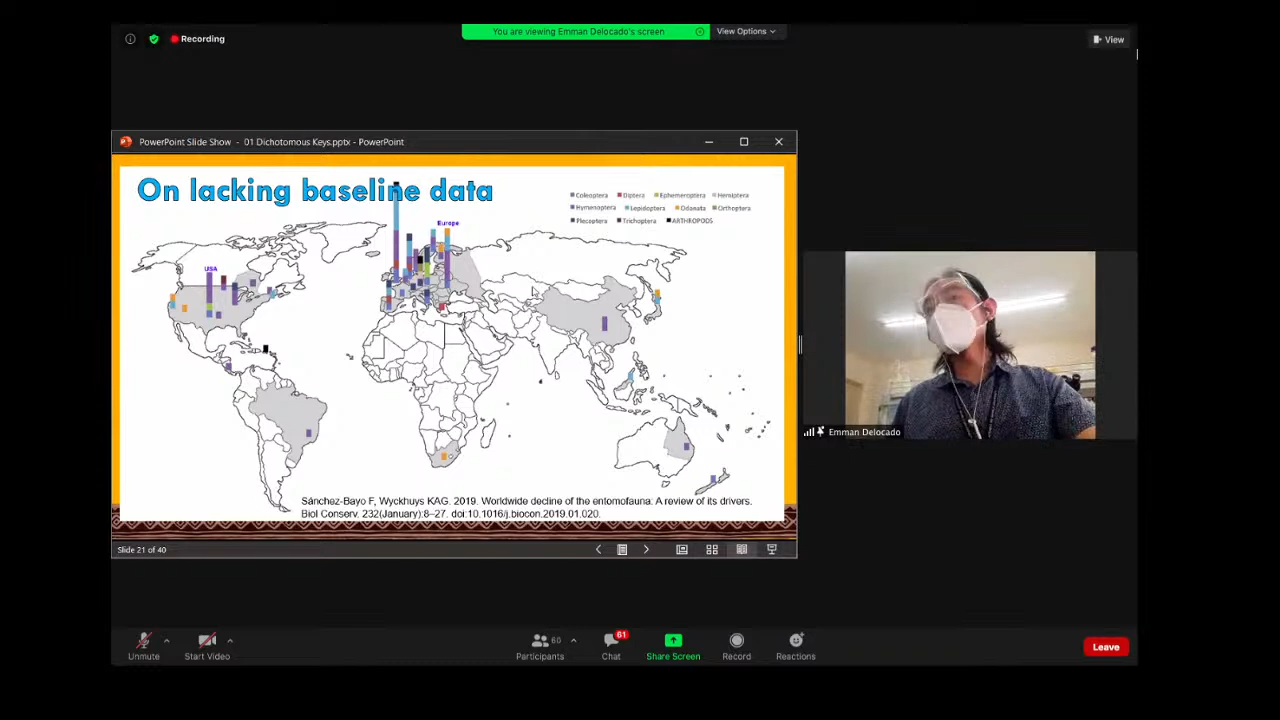 Recording
You are viewing Emman Delocado's screen
View Options
View
PowerPoint Slide Show - 01 Dichotomous Keys.pptx - PowerPoint
On lacking baseline data
Coleoptera Diptera Ephemeroptera Hemiptera
Hymenoptera Lepidoptera Odonata Orthoptera
Plecoptera Trichoptera ARTHROPODS
Europe
USA
Sánchez-Bayo F, Wyckhuys KAG. 2019. Worldwide decline of the entomofauna: A review of its drivers.
Biol Conserv. 232(January):8–27. doi:10.1016/j.biocon.2019.01.020.
Slide 21 of 40
Emman Delocado
60
61
Unmute
Start Video
Participants
Chat
Share Screen
Record
Reactions
Leave